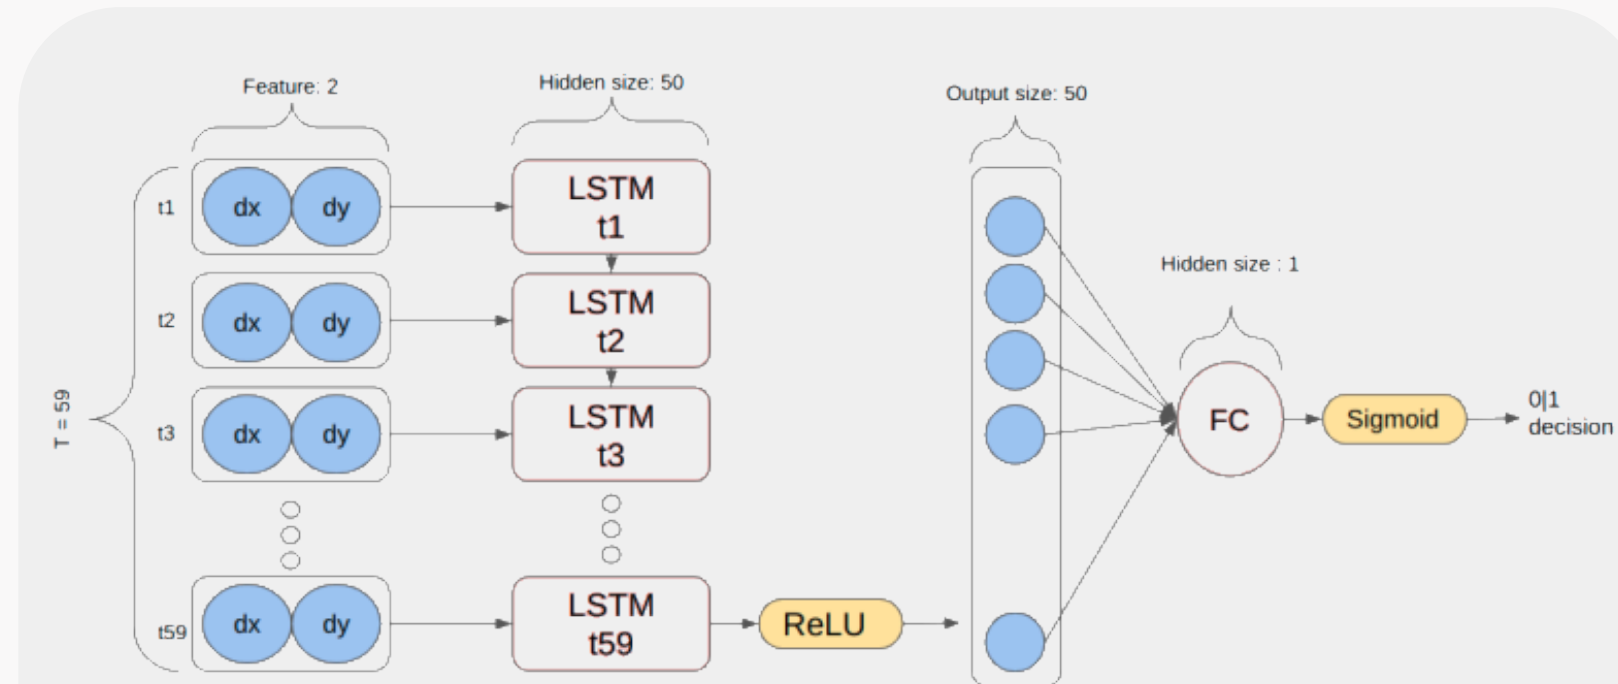 Feature: 2
Hidden size: 50
Output size: 50
t1
dx
dy
LSTM
t1
Hidden size : 1
t2
dx
dy
LSTM
t2
T = 59
t3
dx
dy
LSTM
t3
FC
Sigmoid
0|1
decision
t59
dx
dy
LSTM
t59
ReLU